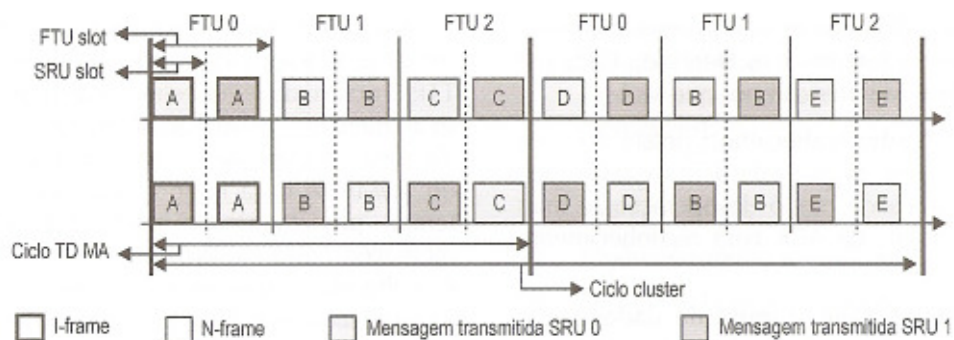 FTU 0 FTU 1 FTU 2 FTU 0 FTU 1 FTU 2
FTU slot
SRU slot
A A B B C C D D B B E E
A A B B C C D D B B E E
Ciclo TD MA
Ciclo cluster
I-frame N-frame Mensagem transmitida SRU 0 Mensagem transmitida SRU 1